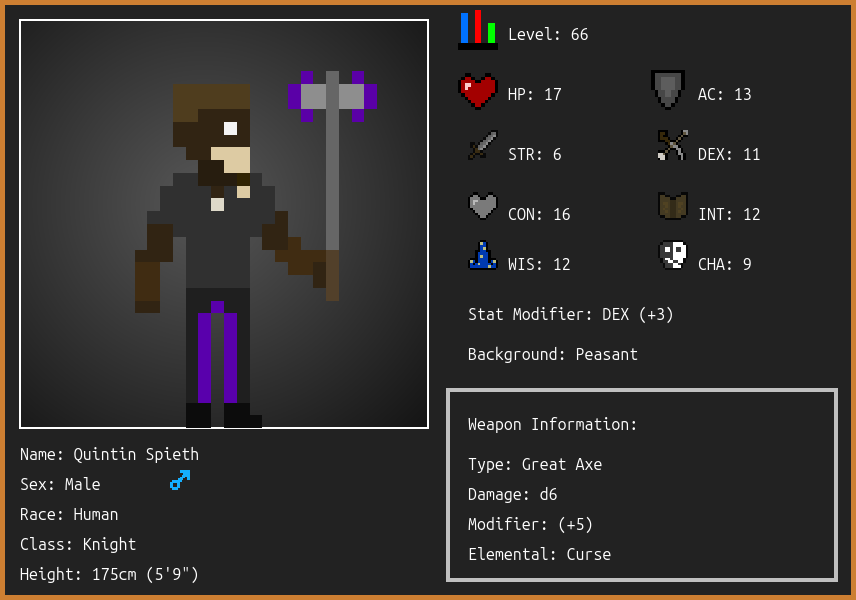 Level: 66
HP: 17
AC: 13
STR: 6
DEX: 11
CON: 16
INT: 12
WIS: 12
CHA: 9
Stat Modifier: DEX (+3)
Background: Peasant
Weapon Information:
Type: Great Axe
Damage: d6
Modifier: (+5)
Elemental: Curse
Name: Quintin Spieth
Sex: Male
Race: Human
Class: Knight
Height: 175cm (5'9")